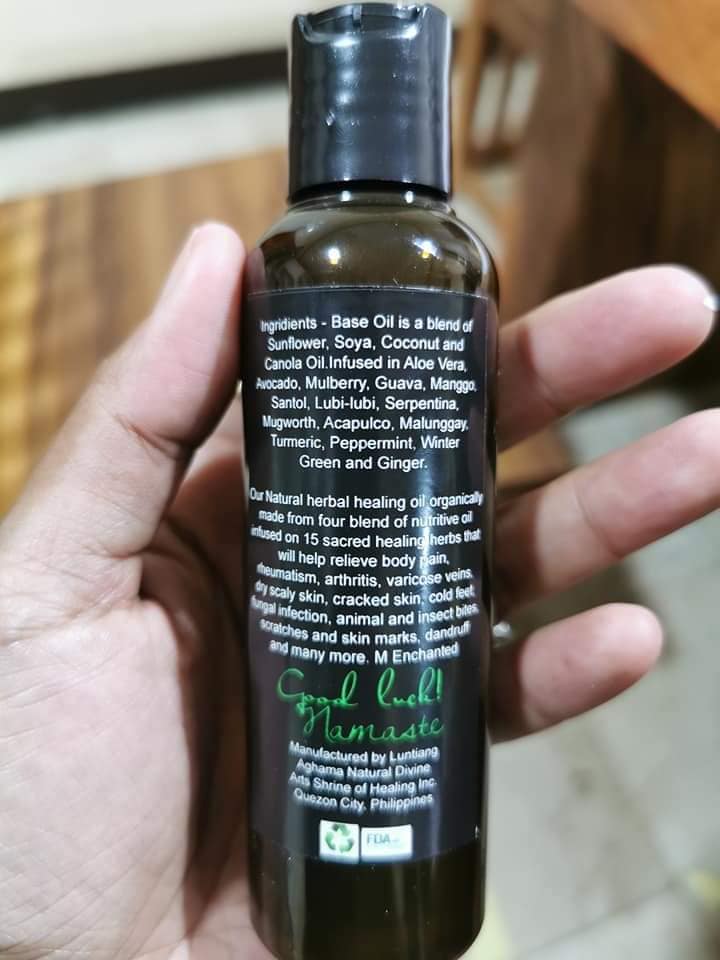 Ingridients - Base Oil is a blend of
Sunflower, Soya, Coconut and
Canola Oil.Infused in Aloe Vera,
Avocado, Mulberry, Guava, Manggo,
Santol, Lubi-lubi, Serpentina,
Mugworth, Acapulco, Malunggay,
Turmeric, Peppermint, Winter
Green and Ginger.
Our Natural herbal healing oil organically
made from four blend of nutritive oil
infused on 15 sacred healing herbs that
will help relieve body pain,
rheumatism, arthritis, varicose veins,
dry scaly skin, cracked skin, cold feet,
fungal infection, animal and insect bites,
scratches and skin marks, dandruff
and many more. M Enchanted
Good luck!
Namaste
Manufactured by Luntiang
Aghama Natural Divine
Arts Shrine of Healing Inc.
Quezon City, Philippines
FDA